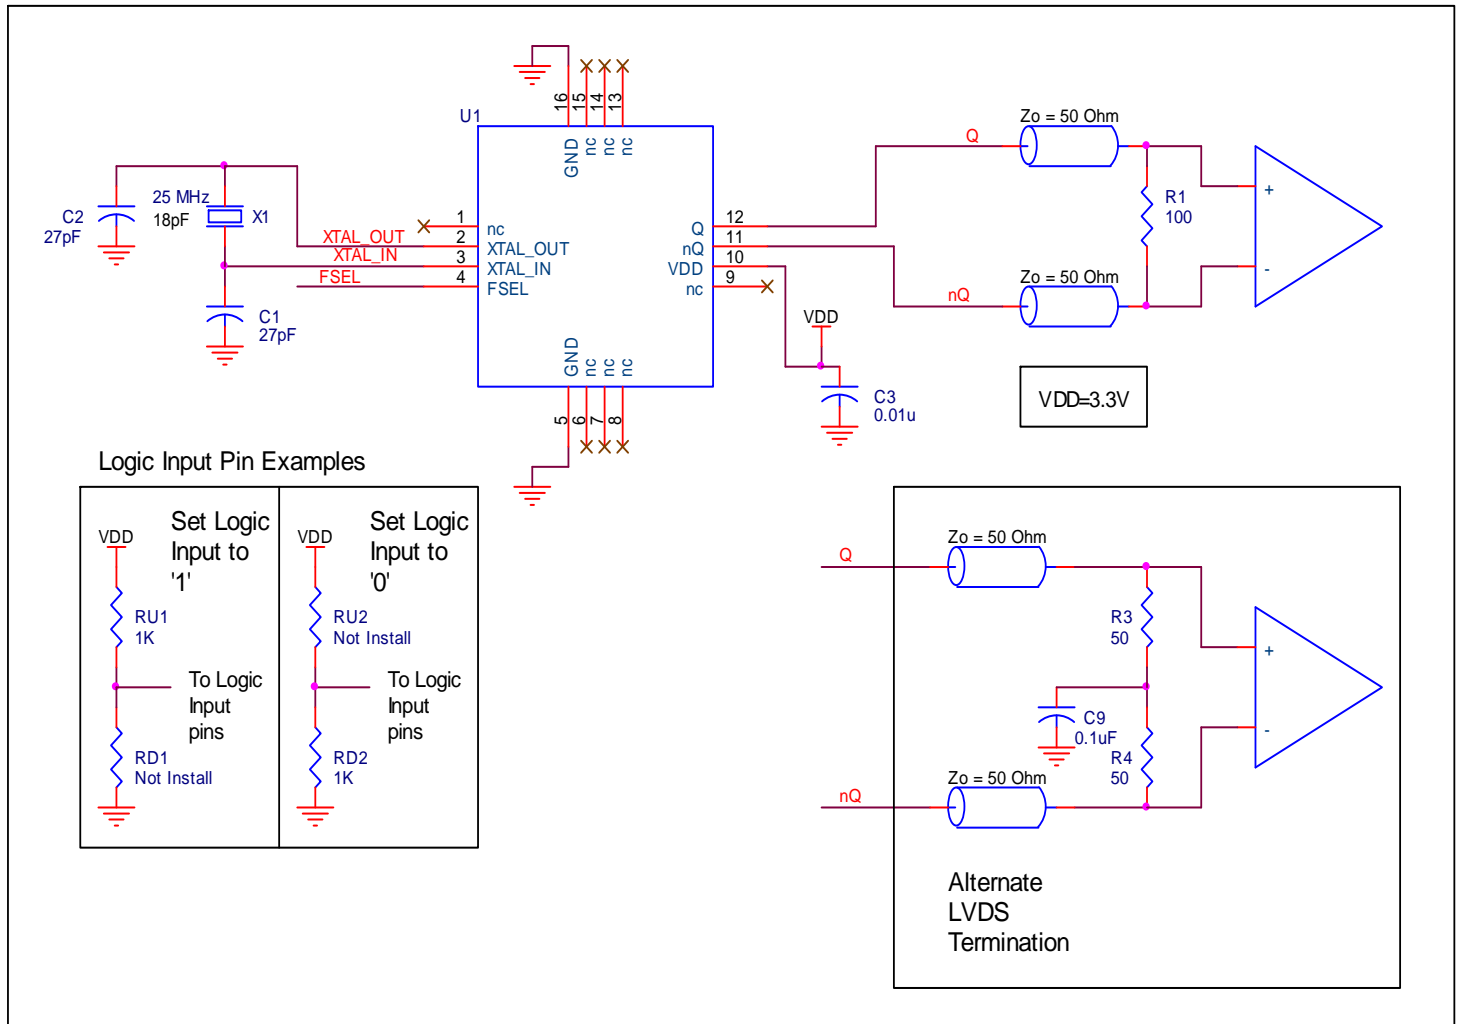 U1
16
15
14
13
GND
nc
nc
nc
C2
27pF
25 MHz
18pF
X1
XTAL_OUT
XTAL_IN
FSEL
C1
27pF
1
2
3
4
nc
XTAL_OUT
XTAL_IN
FSEL
Q
nQ
VDD
nc
12
11
10
9
GND
nc
nc
nc
5
6
7
8
VDD
C3
0.01u
Q
nQ
Zo = 50 Ohm
R1
100
Zo = 50 Ohm
+
-
VDD=3.3V
Logic Input Pin Examples
Set Logic
Input to
'1'
VDD
RU1
1K
To Logic
Input
pins
RD1
Not Install
Set Logic
Input to
'0'
VDD
RU2
Not Install
To Logic
Input
pins
RD2
1K
Q
Zo = 50 Ohm
R3
50
C9
0.1uF
R4
50
nQ
Zo = 50 Ohm
+
-
Alternate
LVDS
Termination